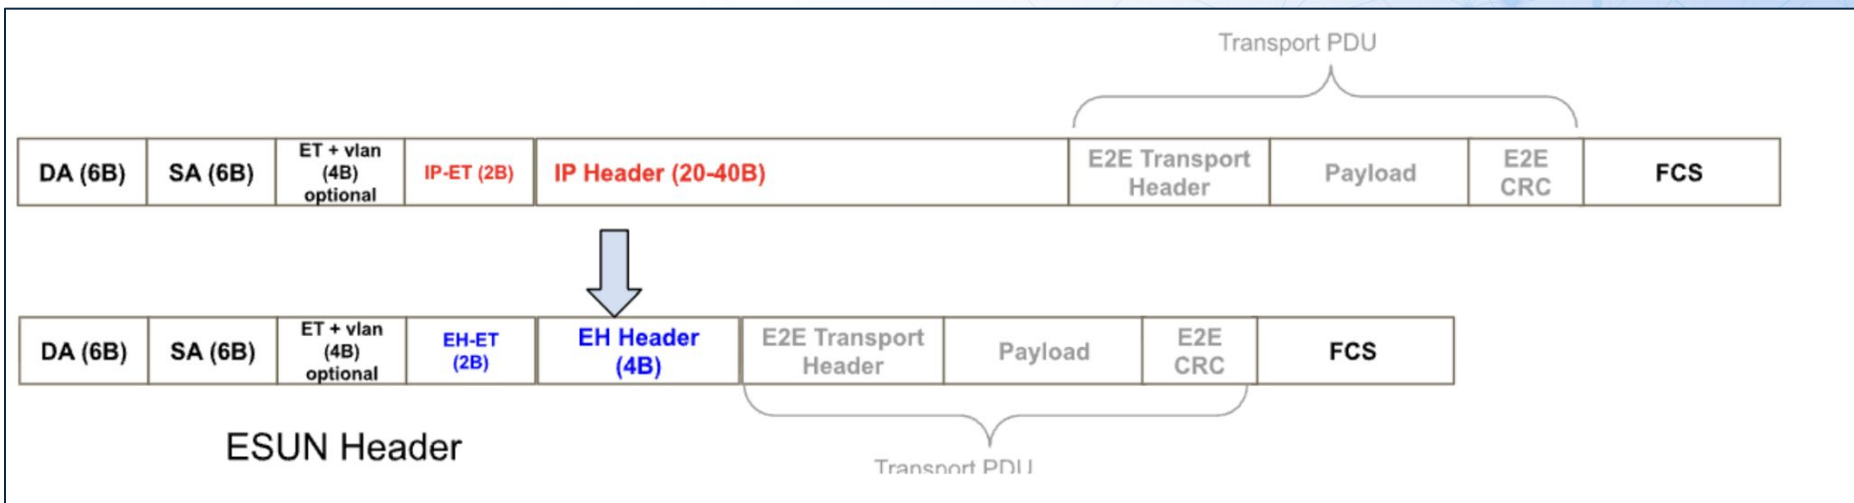 Transport PDU
DA (6B)
SA (6B)
ET + vlan
(4B)
optional
IP-ET (2B)
IP Header (20-40B)
E2E Transport
Header
Payload
E2E
CRC
FCS
DA (6B)
SA (6B)
ET + vlan
(4B)
optional
EH-ET
(2B)
EH Header
(4B)
E2E Transport
Header
Payload
E2E
CRC
FCS
ESUN Header
Transport PDU